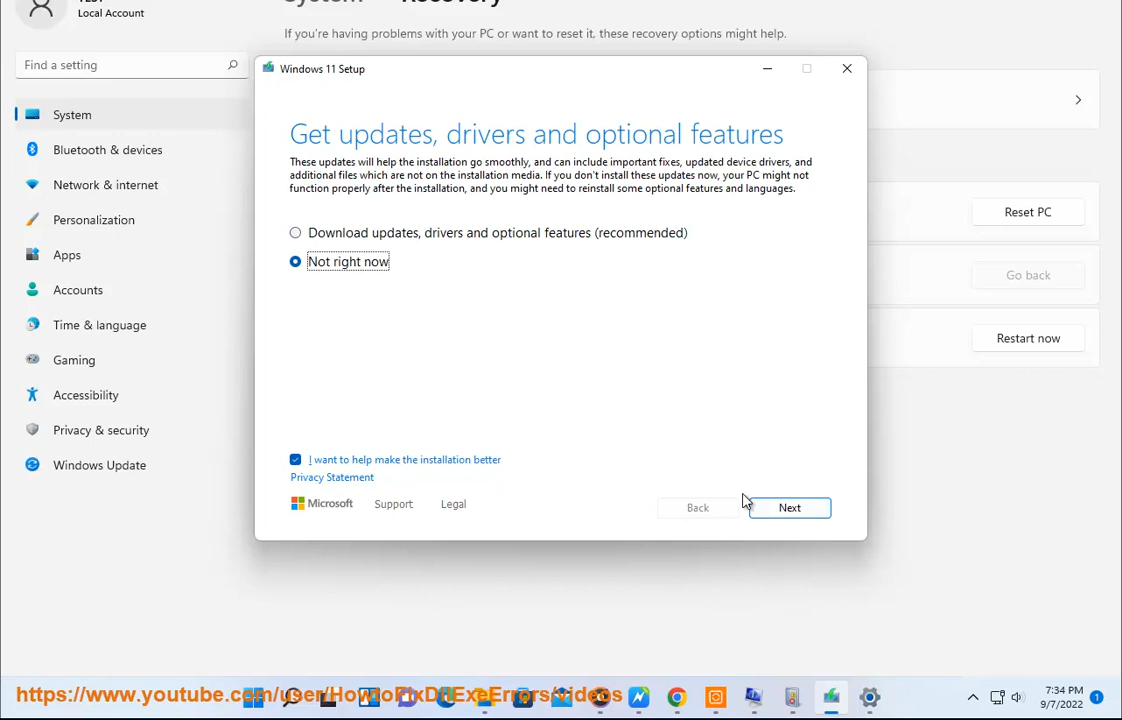 Local Account
System
Recovery
If you're having problems with your PC or want to reset it, these recovery options might help.
Find a setting
Windows 11 Setup
System
Bluetooth & devices
Network & internet
Personalization
Apps
Accounts
Time & language
Gaming
Accessibility
Privacy & security
Windows Update
Get updates, drivers and optional features
These updates will help the installation go smoothly, and can include important fixes, updated device drivers, and
additional files which are not on the installation media. If you don't install these updates now, your PC might not
function properly after the installation, and you might need to reinstall some optional features and languages.
Download updates, drivers and optional features (recommended)
Not right now
I want to help make the installation better
Privacy Statement
Microsoft
Support
Legal
Back
Next
Reset PC
Go back
Restart now
https://www.youtube.com/user/HowtoFixDllExeErrors/videos
7:34 PM
9/7/2022
1